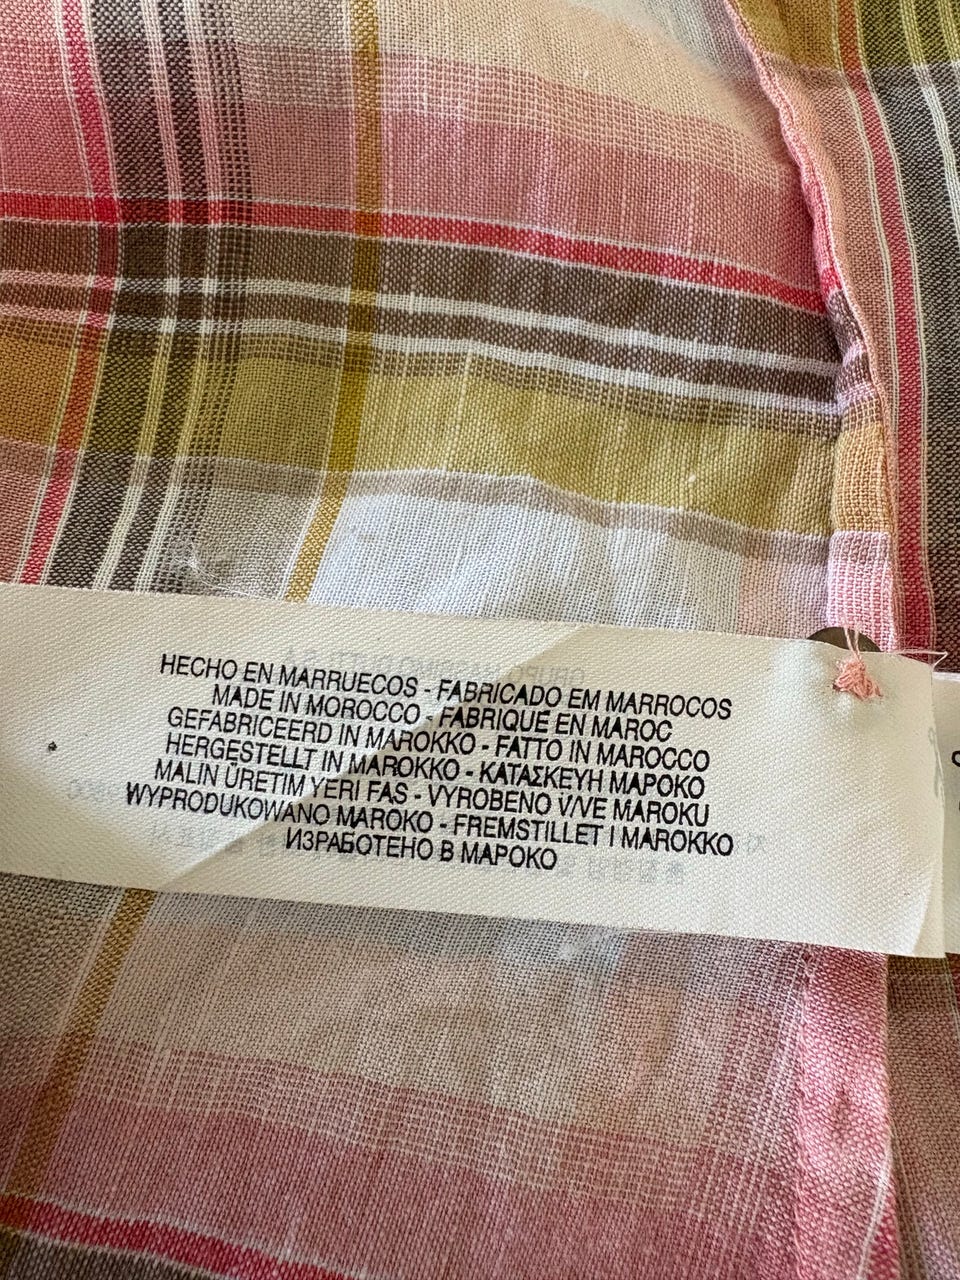 HECHO EN MARRUECOS - FABRICADO EM MARROCOS
MADE IN MOROCCO - FABRIQUE EN MAROC
GEFABRICEERD IN MAROKKO - FATTO IN MAROCCO
HERGESTELLT IN MAROKKO - ΚΑΤΑΣΚΕΥΗ ΜΑΡΟΚΟ
MALIN ÜRETIM YERI FAS - VYROBENO V/VE MAROKU
WYPRODUKOWANO MAROKO - FREMSTILLET I MAROKKO
ИЗРАБОТЕНО В МАРОКО